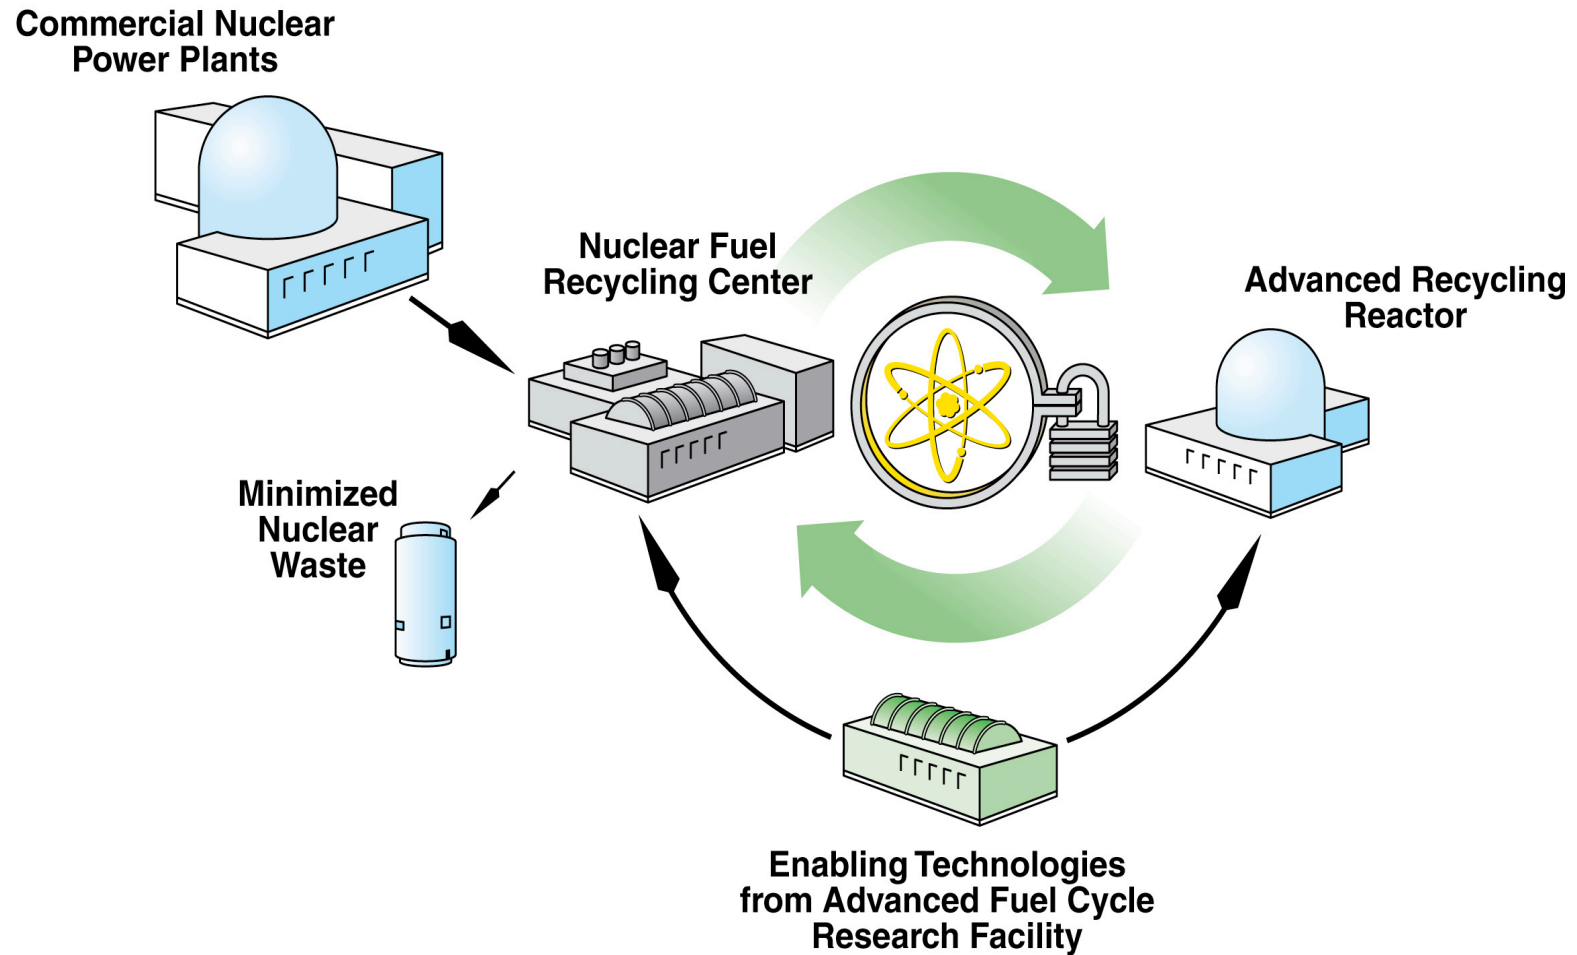 Commercial Nuclear
Power Plants
Nuclear Fuel
Recycling Center
Advanced Recycling
Reactor
Minimized
Nuclear
Waste
Enabling Technologies
from Advanced Fuel Cycle
Research Facility